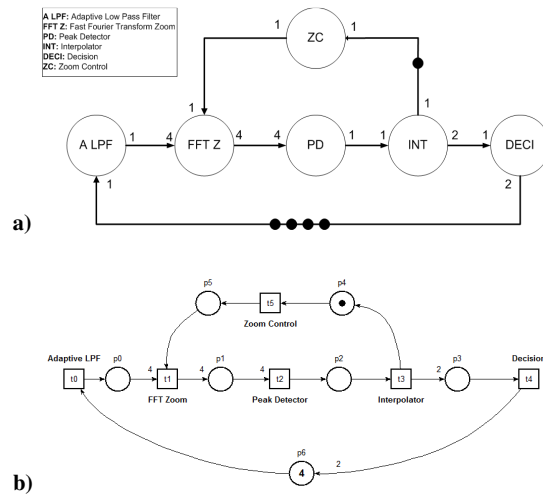 A LPF: Adaptive Low Pass Filter
FFT Z: Fast Fourier Transform Zoom
PD: Peak Detector
INT: Interpolator
DECI: Decision
ZC: Zoom Control
1 ZC 1
1 1
A LPF 1 4 FFT Z 4 4 PD 1 1 INT 2 1 DECI
1 2
a)
p5 p4
t5
Zoom Control
Adaptive LPF p0 p1 p2 p3 Decision
t0 4 t1 4 4 t2 t3 2 t4
FFT Zoom Peak Detector Interpolator
p6
4 2
b)